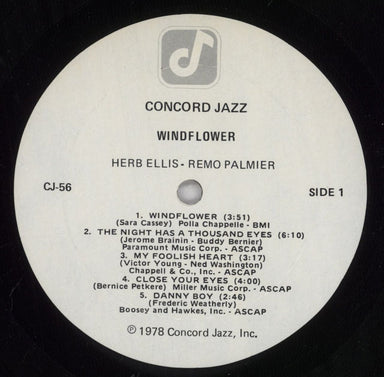 CONCORD JAZZ
WINDFLOWER
HERB ELLIS - REMO PALMIER
CJ-56
SIDE 1
1. WINDFLOWER (3:51)
(Sara Cassey) Polla Chappelle - BMI
2. THE NIGHT HAS A THOUSAND EYES (6:10)
(Jerome Brainin - Buddy Bernier)
Paramount Music Corp. - ASCAP
3. MY FOOLISH HEART (3:17)
(Victor Young - Ned Washington)
Chappell & Co., Inc. - ASCAP
4. CLOSE YOUR EYES (4:00)
(Bernice Petkere) Miller Music Corp. - ASCAP
5. DANNY BOY (2:46)
(Frederic Weatherly)
Boosey and Hawkes, Inc. - ASCAP
℗ 1978 Concord Jazz, Inc.